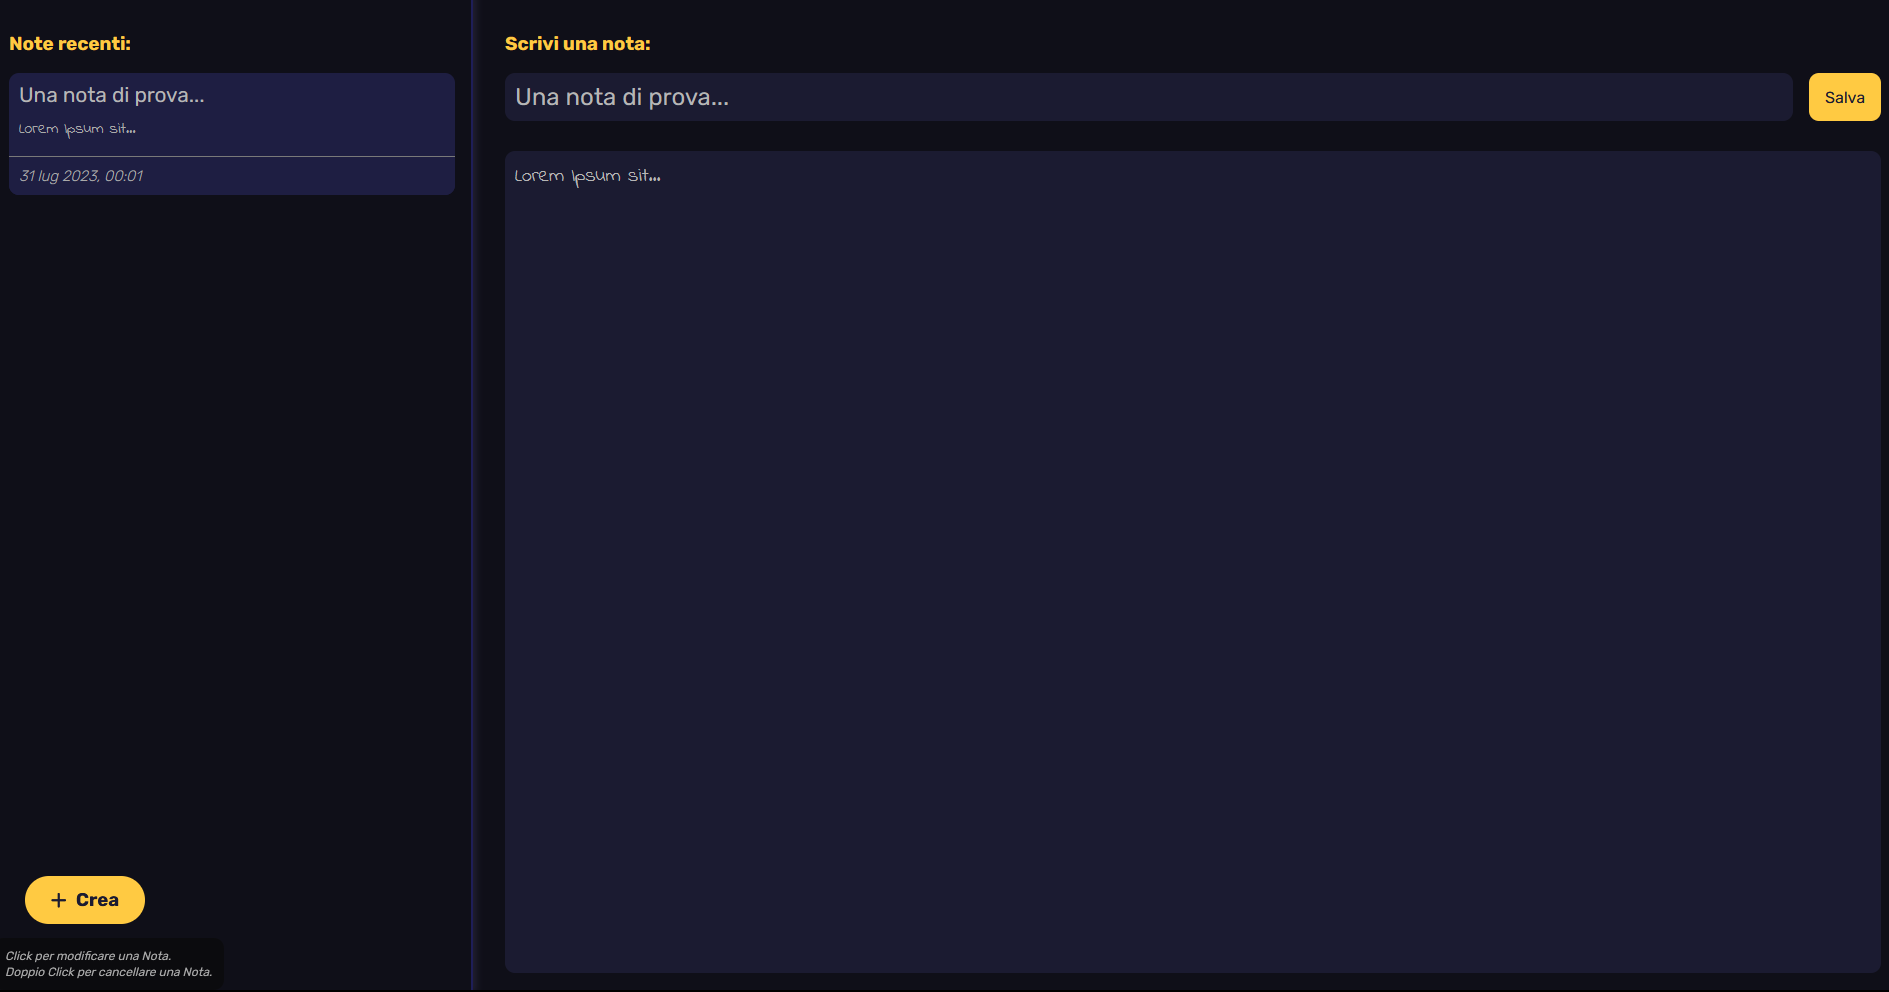 Note recenti:
Una nota di prova...
Lorem Ipsum sit...
31 lug 2023, 00:01
+ Crea
Click per modificare una Nota.
Doppio Click per cancellare una Nota.
Scrivi una nota:
Una nota di prova...
Salva
Lorem Ipsum sit...